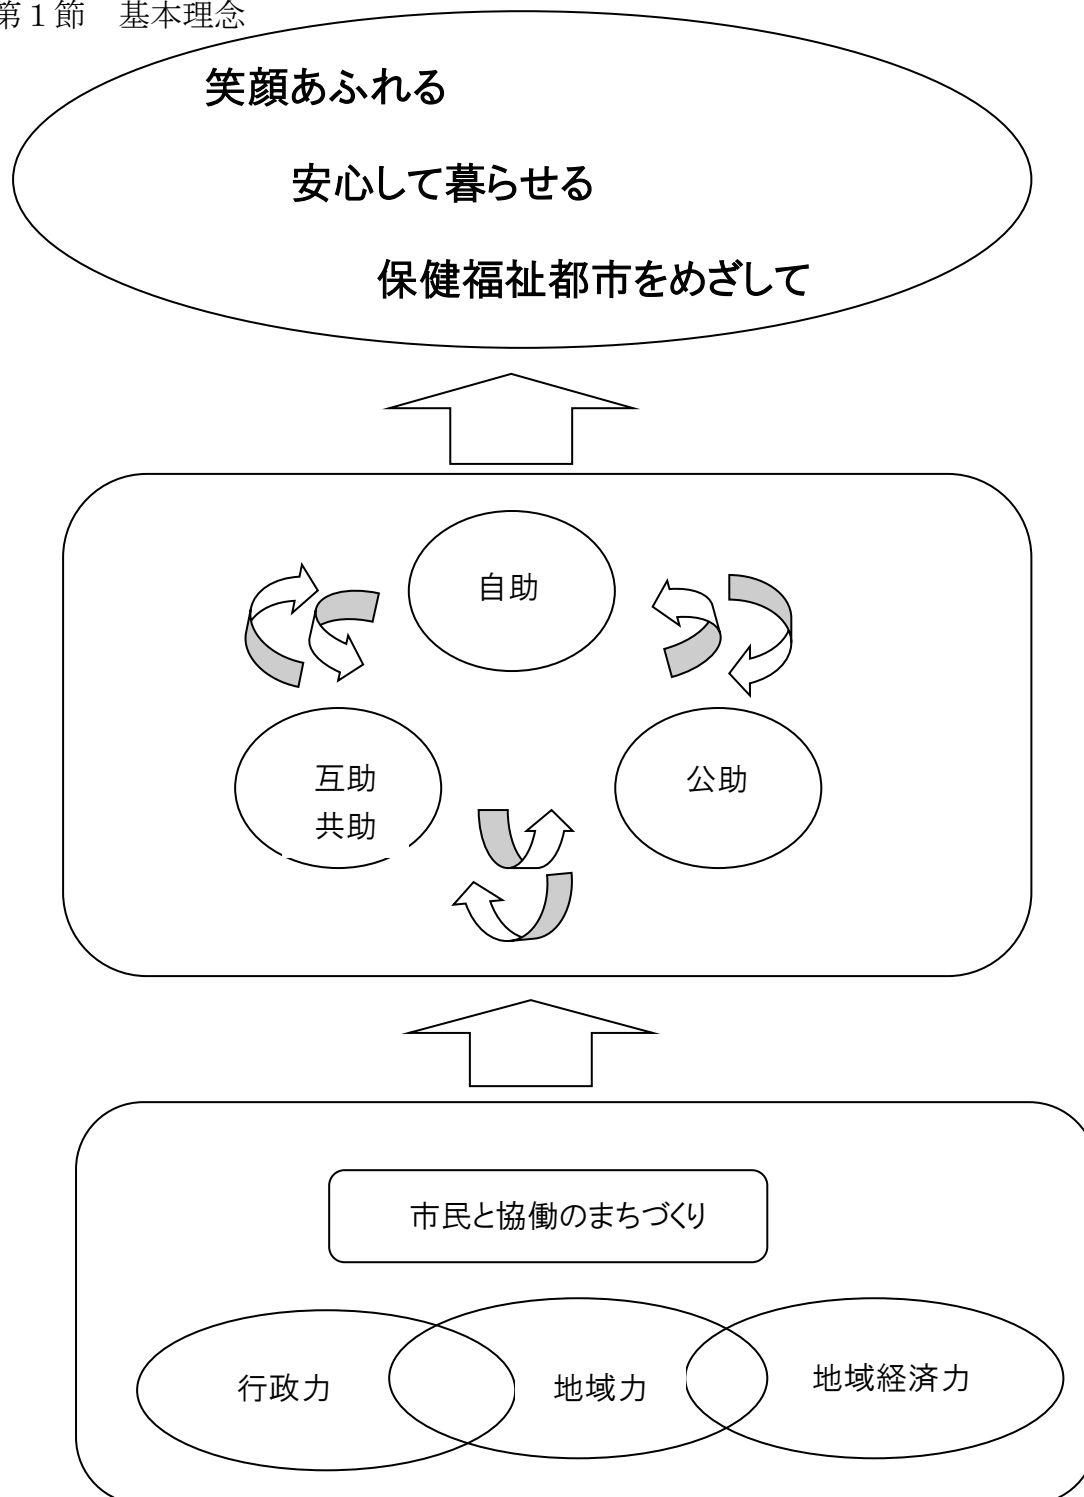 第１節　基本理念
笑顔あふれる
安心して暮らせる
保健福祉都市をめざして
自助
互助
共助
公助
市民と協働のまちづくり
行政力
地域力
地域経済力